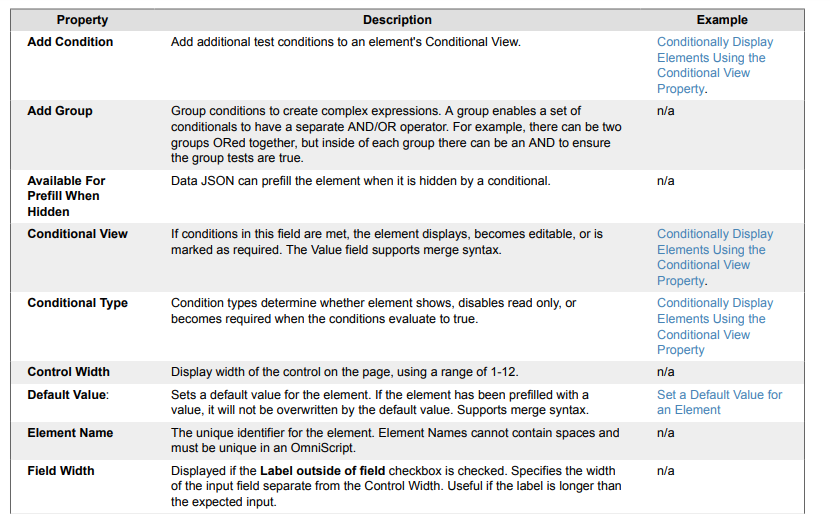 Property Description Example
Add Condition Add additional test conditions to an element's Conditional View. Conditionally Display
Elements Using the
Conditional View
Property.
Add Group Group conditions to create complex expressions. A group enables a set of n/a
conditionals to have a separate AND/OR operator. For example, there can be two
groups ORed together, but inside of each group there can be an AND to ensure
the group tests are true.
Available For Data JSON can prefill the element when it is hidden by a conditional. n/a
Prefill When
Hidden
Conditional View If conditions in this field are met, the element displays, becomes editable, or is Conditionally Display
marked as required. The Value field supports merge syntax. Elements Using the
Conditional View
Property.
Conditional Type Condition types determine whether element shows, disables read only, or Conditionally Display
becomes required when the conditions evaluate to true. Elements Using the
Conditional View
Property
Control Width Display width of the control on the page, using a range of 1-12. n/a
Default Value: Sets a default value for the element. If the element has been prefilled with a Set a Default Value for
value, it will not be overwritten by the default value. Supports merge syntax. an Element
Element Name The unique identifier for the element. Element Names cannot contain spaces and n/a
must be unique in an OmniScript.
Field Width Displayed if the Label outside of field checkbox is checked. Specifies the width n/a
of the input field separate from the Control Width. Useful if the label is longer than
the expected input.